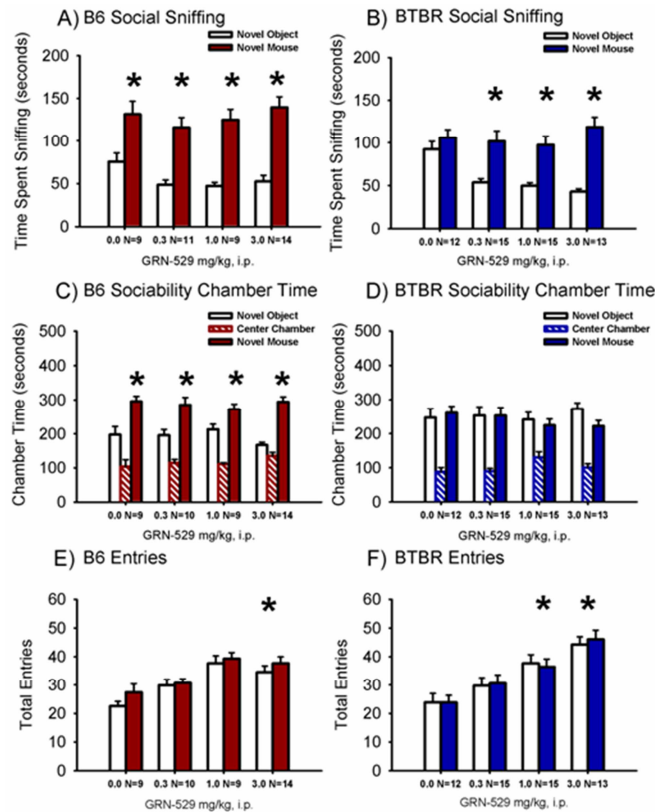 A) B6 Social Sniffing
Novel Object
Novel Mouse
Time Spent Sniffing (seconds)
200
150
100
50
0
* * * *
0.0 N=9 0.3 N=11 1.0 N=9 3.0 N=14
GRN-529 mg/kg, i.p.
B) BTBR Social Sniffing
Novel Object
Novel Mouse
Time Spent Sniffing (seconds)
200
150
100
50
0
* * *
0.0 N=12 0.3 N=15 1.0 N=15 3.0 N=13
GRN-529 mg/kg, i.p.
C) B6 Sociability Chamber Time
Novel Object
Center Chamber
Novel Mouse
Chamber Time (seconds)
500
400
300
200
100
0
* * * *
0.0 N=9 0.3 N=10 1.0 N=9 3.0 N=14
GRN-529 mg/kg, i.p.
D) BTBR Sociability Chamber Time
Novel Object
Center Chamber
Novel Mouse
Chamber Time (seconds)
500
400
300
200
100
0
0.0 N=12 0.3 N=15 1.0 N=15 3.0 N=13
GRN-529 mg/kg, i.p.
E) B6 Entries
Total Entries
60
50
40
30
20
10
0
*
0.0 N=9 0.3 N=10 1.0 N=9 3.0 N=14
GRN-529 mg/kg, i.p.
F) BTBR Entries
Total Entries
60
50
40
30
20
10
0
* *
0.0 N=12 0.3 N=15 1.0 N=15 3.0 N=13
GRN-529 mg/kg, i.p.